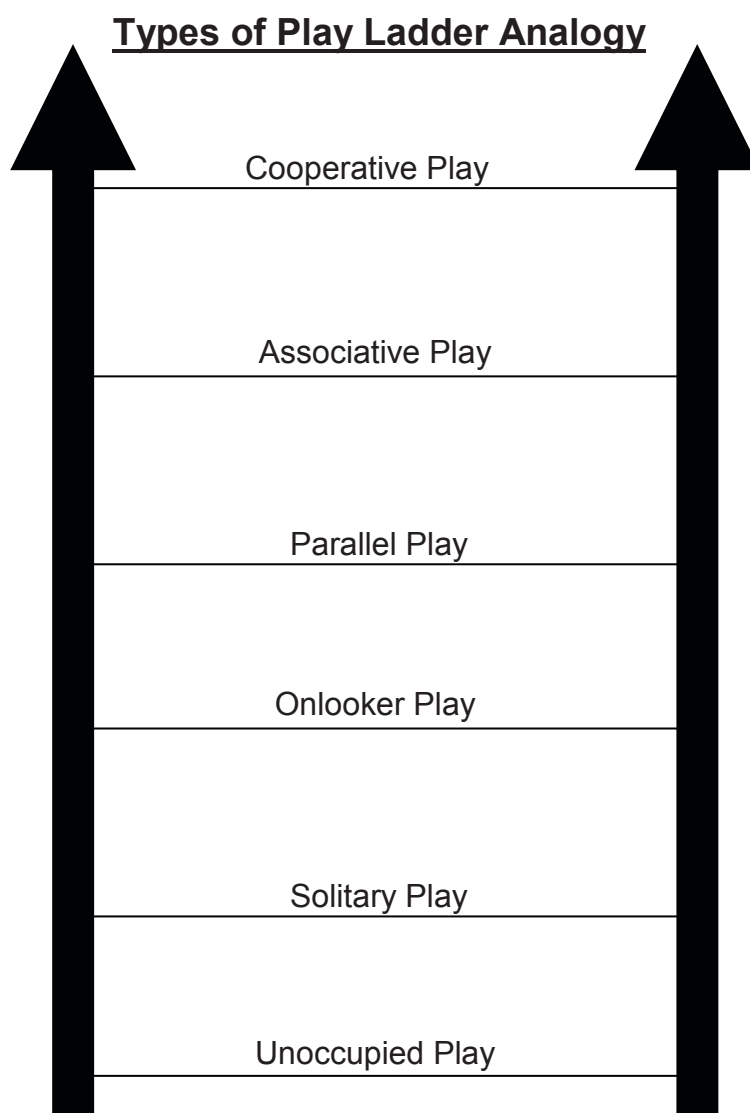 Types of Play Ladder Analogy
Cooperative Play
Associative Play
Parallel Play
Onlooker Play
Solitary Play
Unoccupied Play